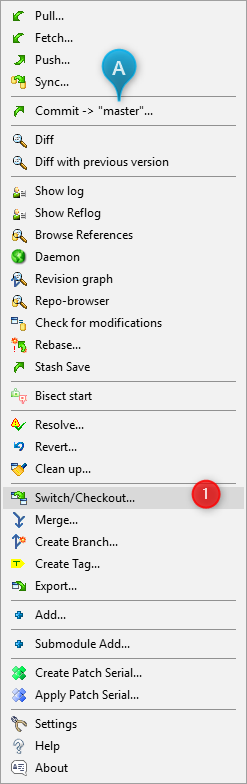 Pull...
Fetch...
Push...
Sync...
A
Commit -> "master"...
Diff
Diff with previous version
Show log
Show Reflog
Browse References
Daemon
Revision graph
Repo-browser
Check for modifications
Rebase...
Stash Save
Bisect start
Resolve...
Revert...
Clean up...
Switch/Checkout...
1
Merge...
Create Branch...
Create Tag...
Export...
Add...
Submodule Add...
Create Patch Serial...
Apply Patch Serial...
Settings
Help
About